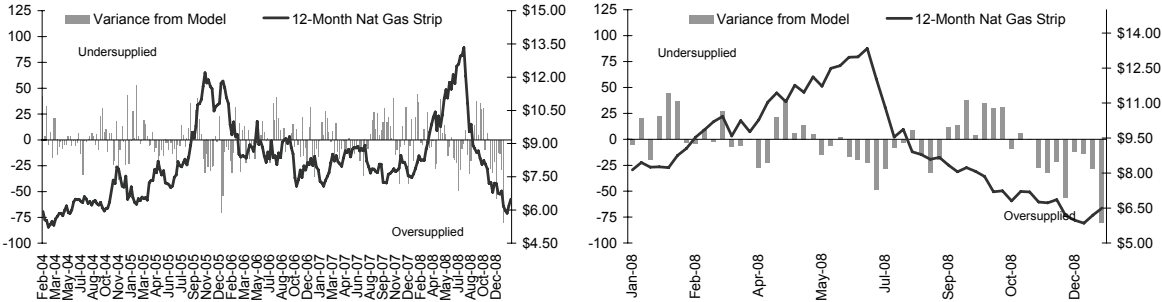 Variance from Model
12-Month Nat Gas Strip
Undersupplied
Oversupplied
125
100
75
50
25
0
-25
-50
-75
-100
$15.00
$13.50
$12.00
$10.50
$9.00
$7.50
$6.00
$4.50
Feb-04
Mar-04
May-04
Jul-04
Aug-04
Oct-04
Nov-04
Jan-05
Mar-05
Apr-05
Jun-05
Jul-05
Sep-05
Nov-05
Dec-05
Feb-06
Apr-06
May-06
Jul-06
Aug-06
Oct-06
Dec-06
Jan-07
Mar-07
Apr-07
Jun-07
Aug-07
Sep-07
Nov-07
Dec-07
Feb-08
Apr-08
May-08
Jul-08
Aug-08
Oct-08
Dec-08
Variance from Model
12-Month Nat Gas Strip
Undersupplied
Oversupplied
125
100
75
50
25
0
-25
-50
-75
-100
$14.00
$12.50
$11.00
$9.50
$8.00
$6.50
$5.00
Jan-08
Feb-08
Apr-08
May-08
Jul-08
Sep-08
Oct-08
Dec-08